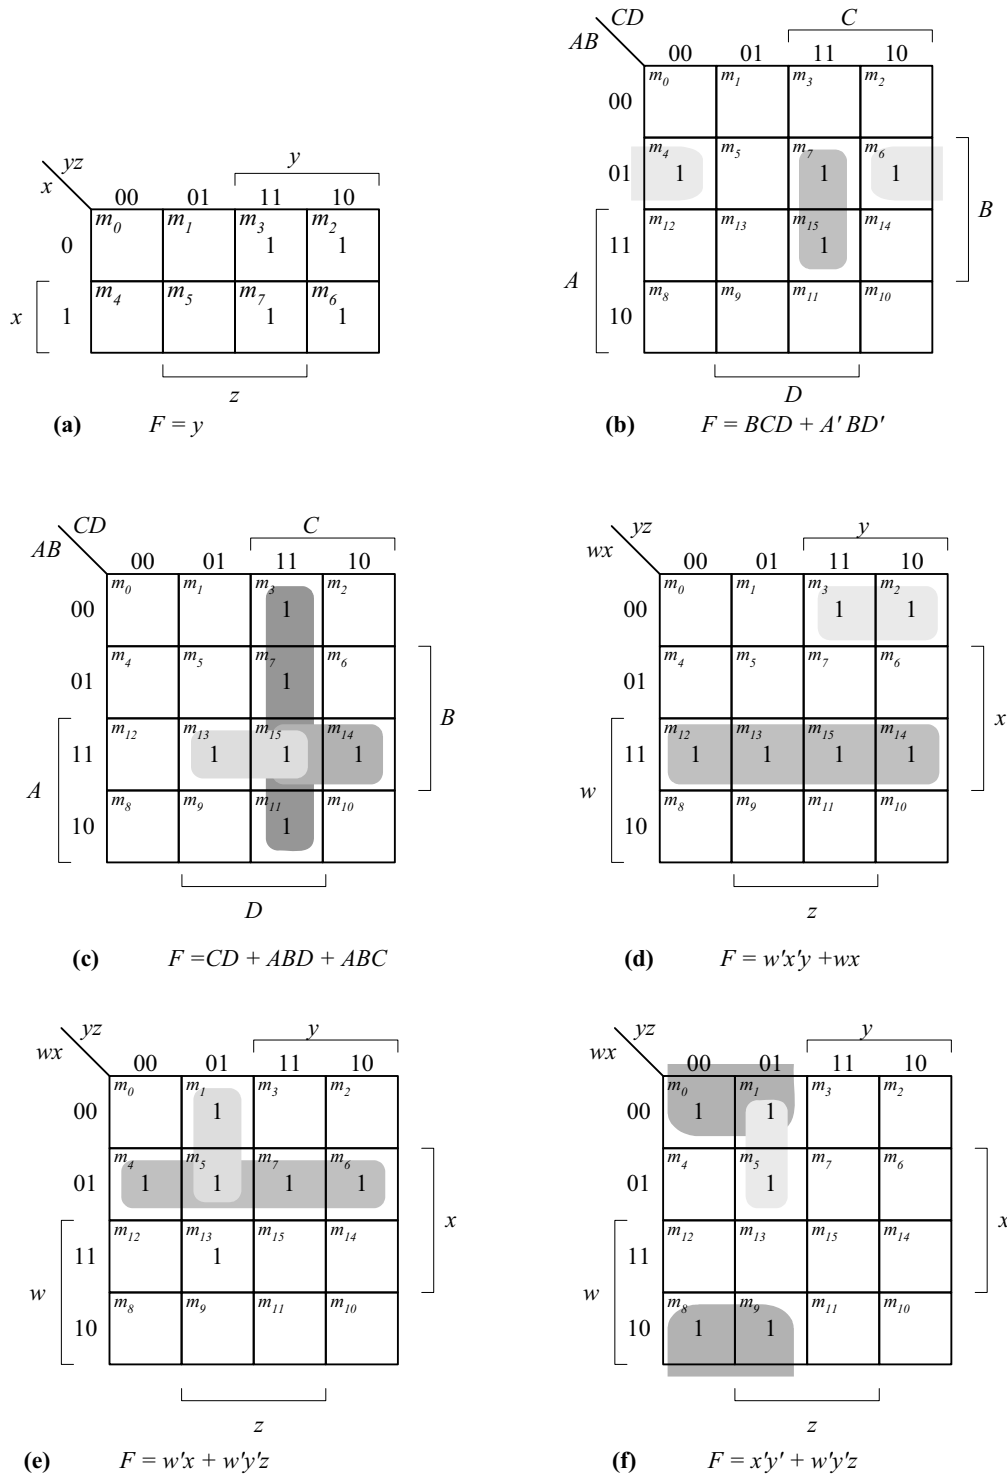 yz
y
x
00 01 11 10
m0 m1 m3 m2
0 1 1
m4 m5 m7 m6
x 1 1 1
z
(a) F = y
CD
C
AB
00 01 11 10
m0 m1 m3 m2
00
m4 m5 m7 m6
01 1 1 1
B
m12 m13 m15 m14
11 1
A
m8 m9 m11 m10
10
D
(b) F = BCD + A' BD'
CD
C
AB
00 01 11 10
m0 m1 m3 m2
00 1
m4 m5 m7 m6
01 1
B
m12 m13 m15 m14
11 1 1 1
A
m8 m9 m11 m10
10 1
D
(c) F =CD + ABD + ABC
yz
y
wx
00 01 11 10
m0 m1 m3 m2
00 1 1
m4 m5 m7 m6
01
x
m12 m13 m15 m14
11 1 1 1 1
w
m8 m9 m11 m10
10
z
(d) F = w'x'y +wx
yz
y
wx
00 01 11 10
m0 m1 m3 m2
00 1
m4 m5 m7 m6
01 1 1 1 1
x
m12 m13 m15 m14
11 1
w
m8 m9 m11 m10
10
z
(e) F = w'x + w'y'z
yz
y
wx
00 01 11 10
m0 m1 m3 m2
00 1 1
m4 m5 m7 m6
01 1
x
m12 m13 m15 m14
11
w
m8 m9 m11 m10
10 1 1
z
(f) F = x'y' + w'y'z